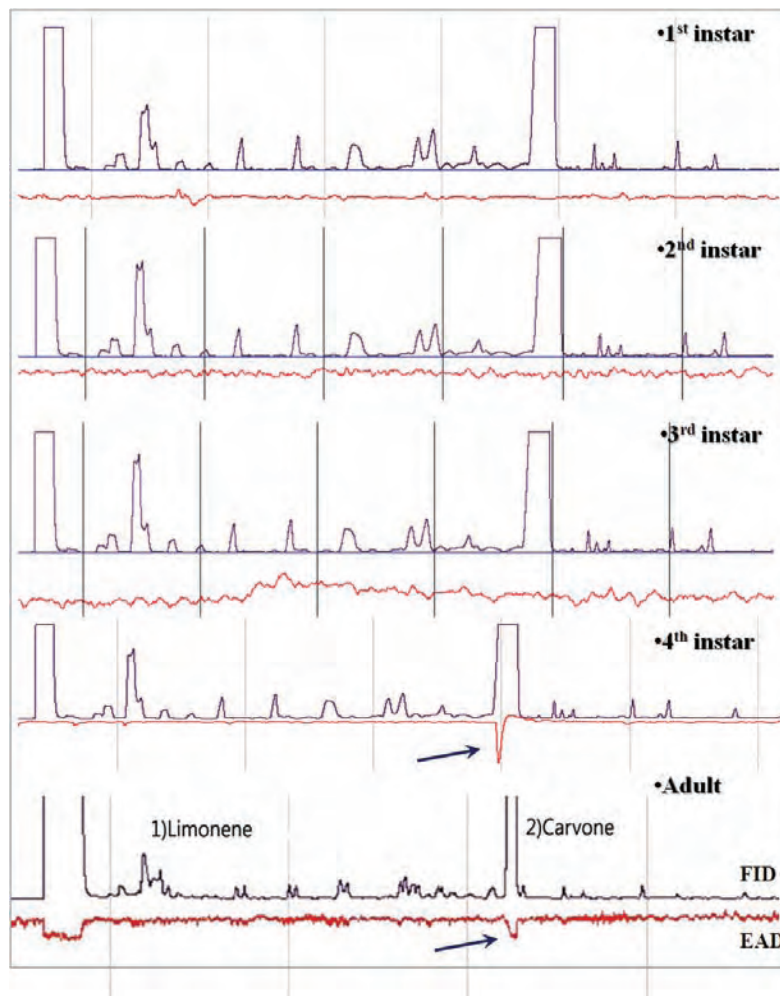 •1st instar
•2nd instar
•3rd instar
•4th instar
•Adult
1)Limonene 2)Carvone
FID
EAD